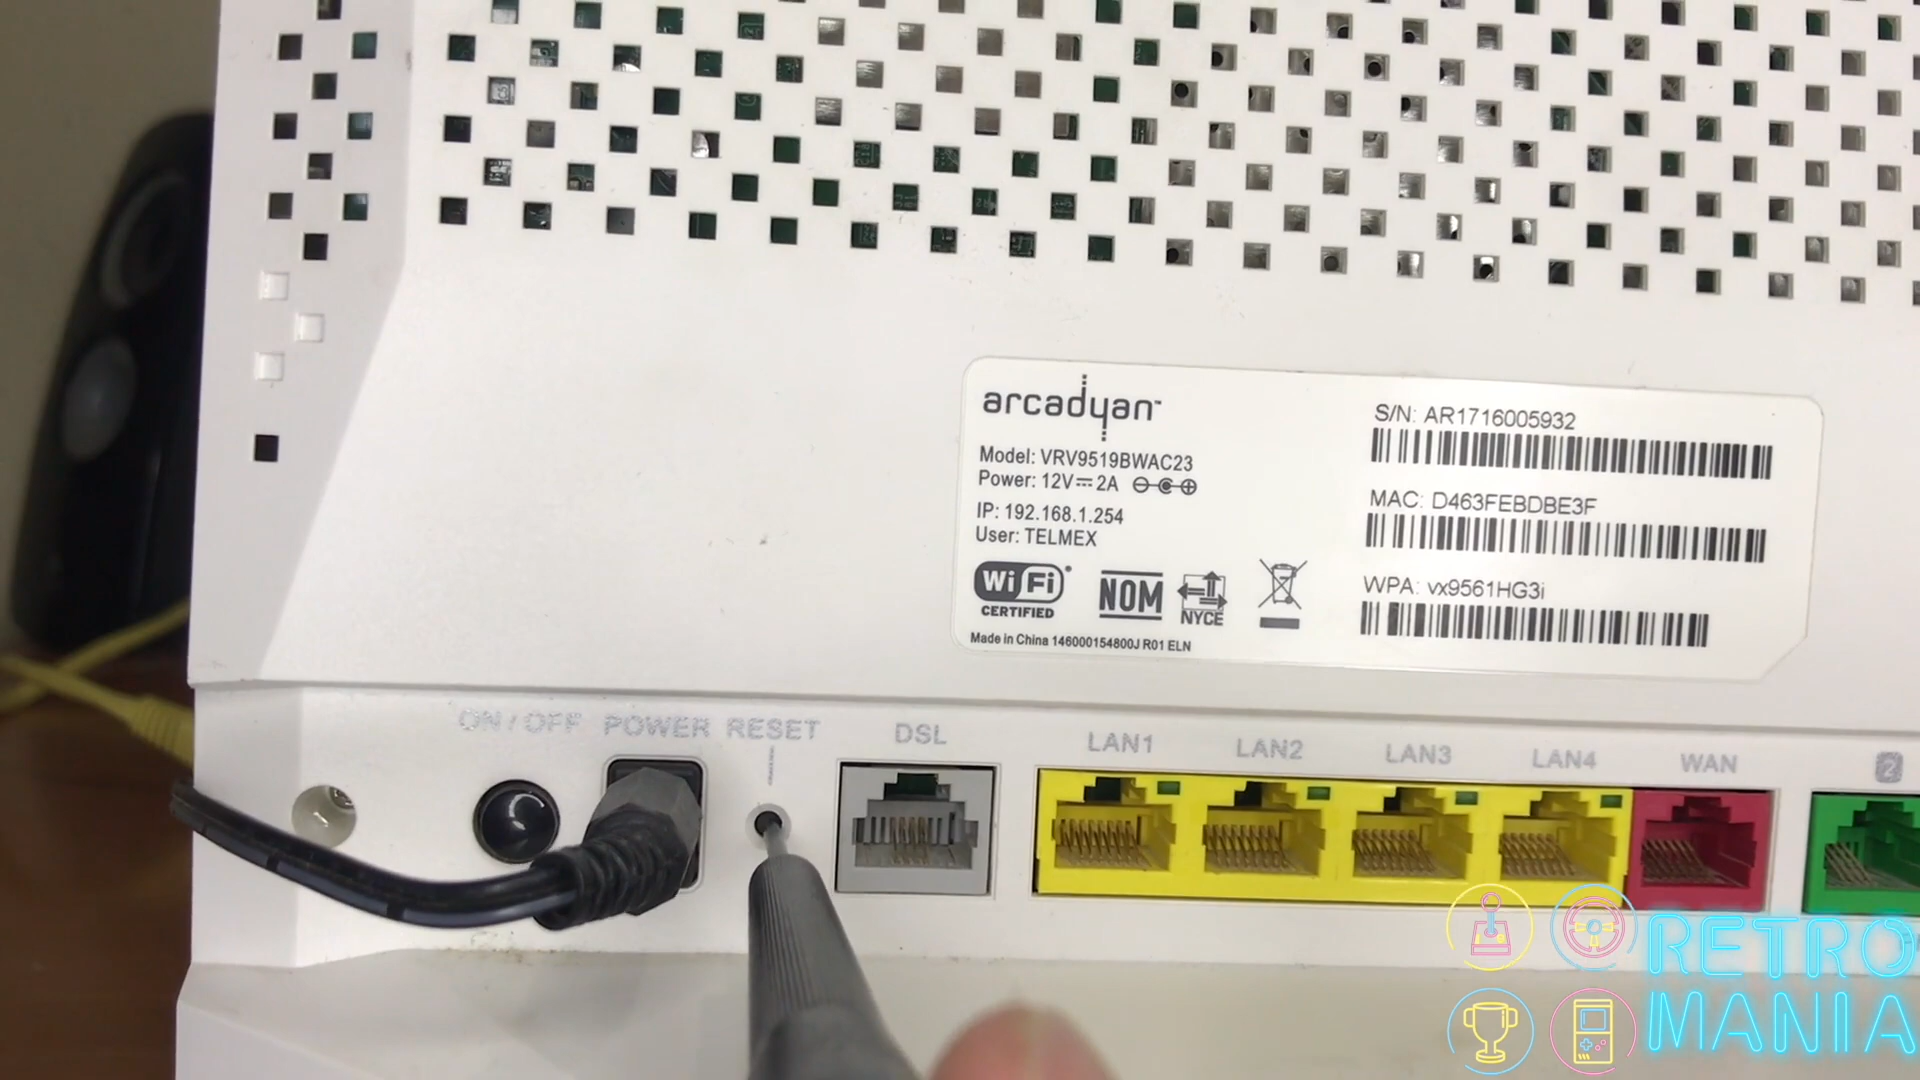 arcadyan™
Model: VRV9519BWAC23
Power: 12V⎓2A
IP: 192.168.1.254
User: TELMEX
WiFi
CERTIFIED
NOM
NYCE
Made in China 146000154800J R01 ELN
S/N: AR1716005932
MAC: D463FEBDBE3F
WPA: vx9561HG3i
ON/OFF POWER RESET DSL LAN1 LAN2 LAN3 LAN4 WAN 2
RETRO
MANIA